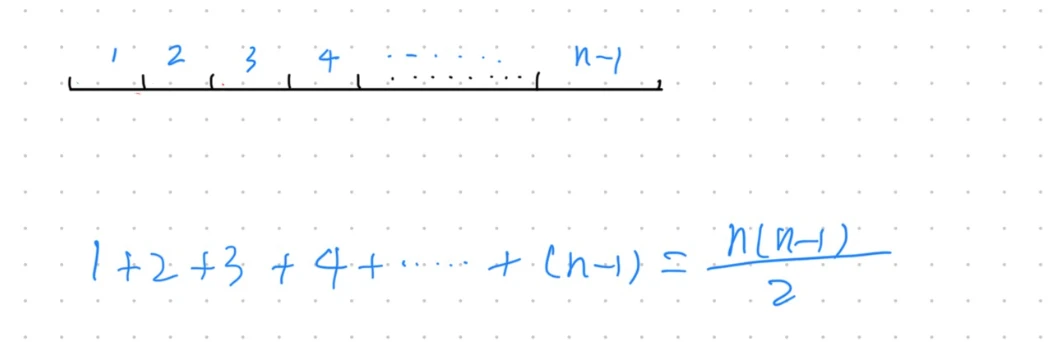 1 2 3 4 ....... n-1
1+2+3+4+......+(n-1)=n(n-1)/2